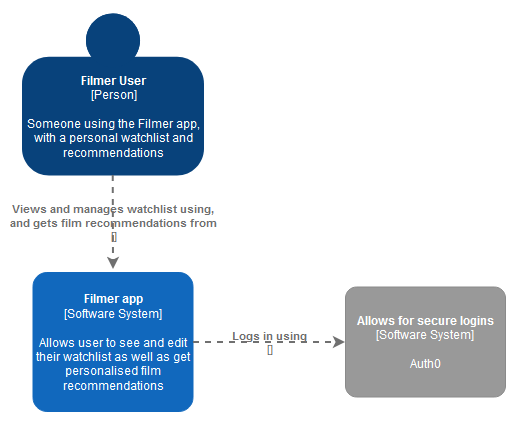 Filmer User
[Person]
Someone using the Filmer app,
with a personal watchlist and
recommendations
Views and manages watchlist using,
and gets film recommendations from
[]
Filmer app
[Software System]
Allows user to see and edit
their watchlist as well as get
personalised film
recommendations
Logs in using
[]
Allows for secure logins
[Software System]
Auth0